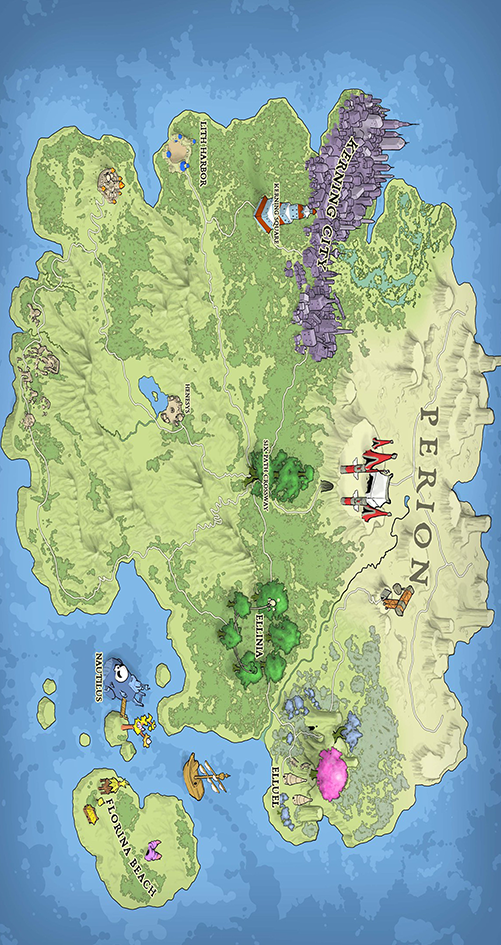 PERION
KERNING CITY
KERNING SQUARE
ELLUEL
SIX PATH CROSSWAY
ELLINIA
LITH HARBOR
HENESYS
FLORINA BEACH
NAUTILUS